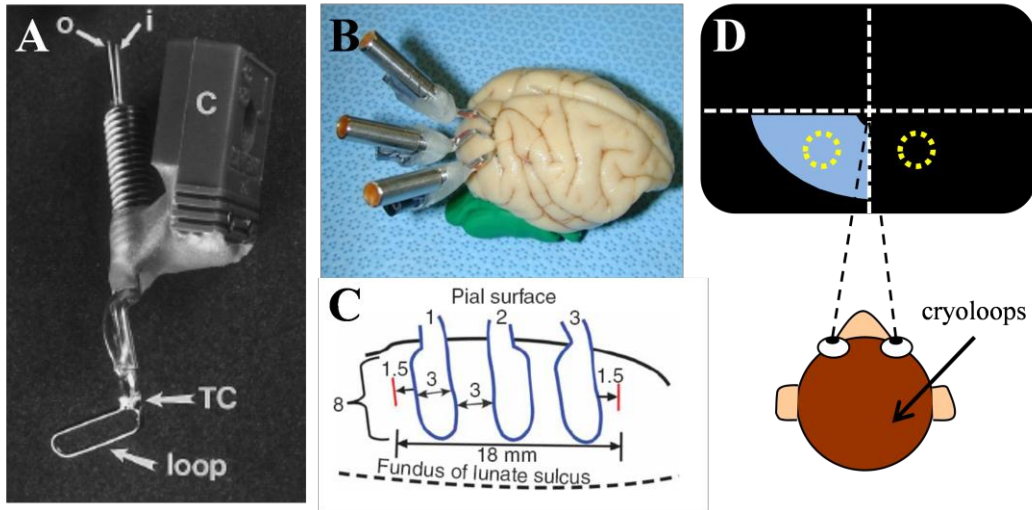 A
o
i
C
TC
loop
B
C
Pial surface
1
2
3
1.5
3
3
1.5
8
18 mm
Fundus of lunate sulcus
D
cryoloops